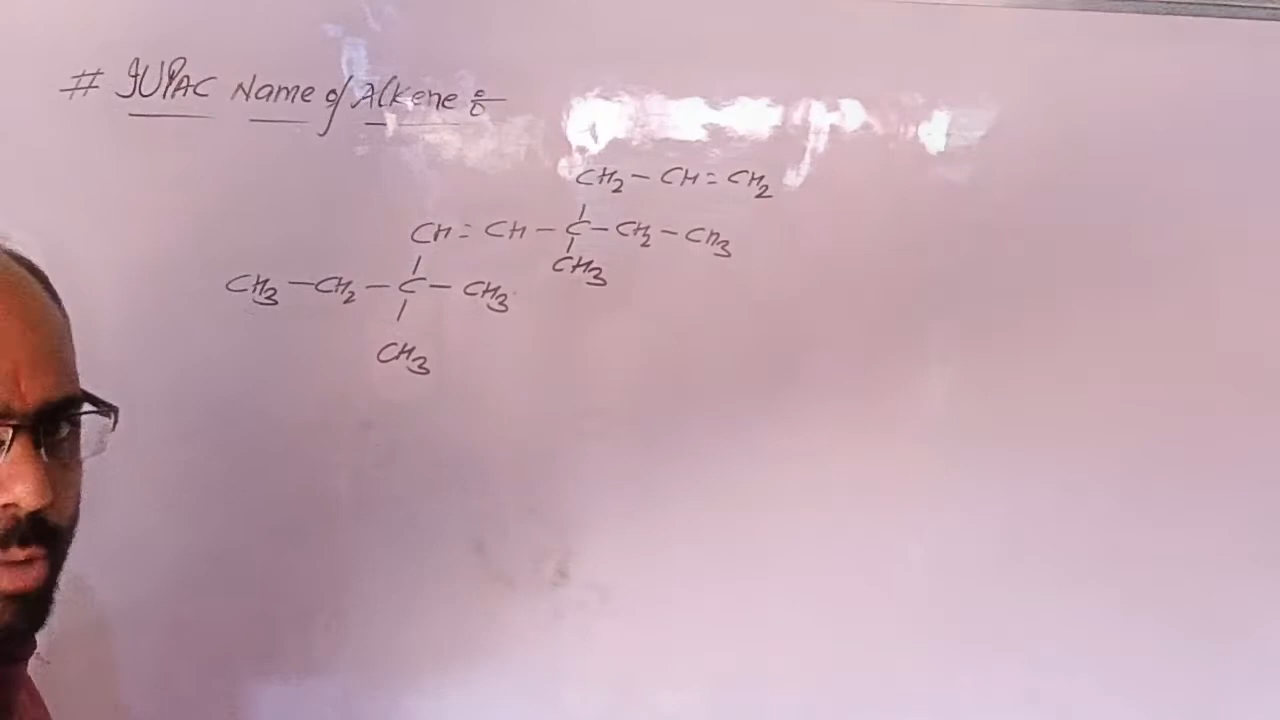 # IUPAC Name of Alkene :-
CH₂ - CH = CH₂
CH = CH - C - CH₂ - CH₃
CH₃
CH₃ - CH₂ - C - CH₃
CH₃